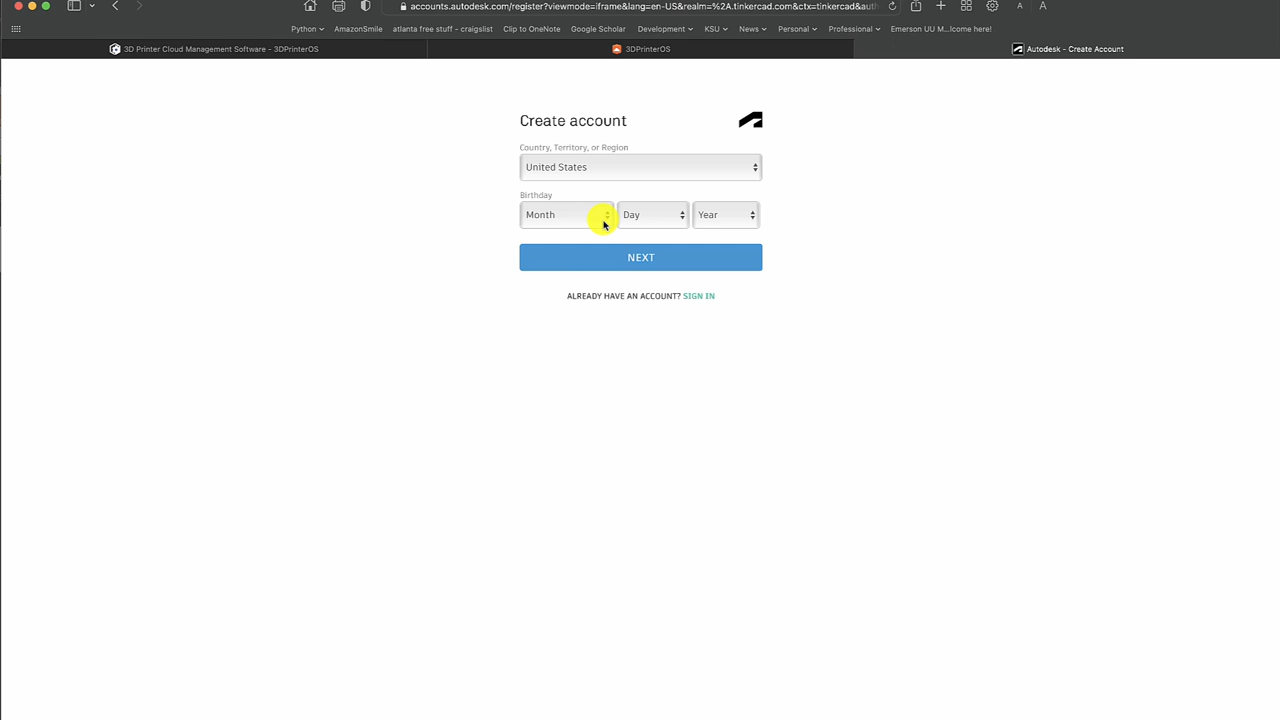 accounts.autodesk.com/register?viewmode=iframe&lang=en-US&realm=%2A.tinkercad.com&ctx=tinkercad&auth
A A
Python AmazonSmile atlanta free stuff - craigslist Clip to OneNote Google Scholar Development KSU News Personal Professional Emerson UU M...lcome here!
3D Printer Cloud Management Software - 3DPrinterOS 3DPrinterOS Autodesk - Create Account
Create account
Country, Territory, or Region
United States
Birthday
Month Day Year
NEXT
ALREADY HAVE AN ACCOUNT? SIGN IN